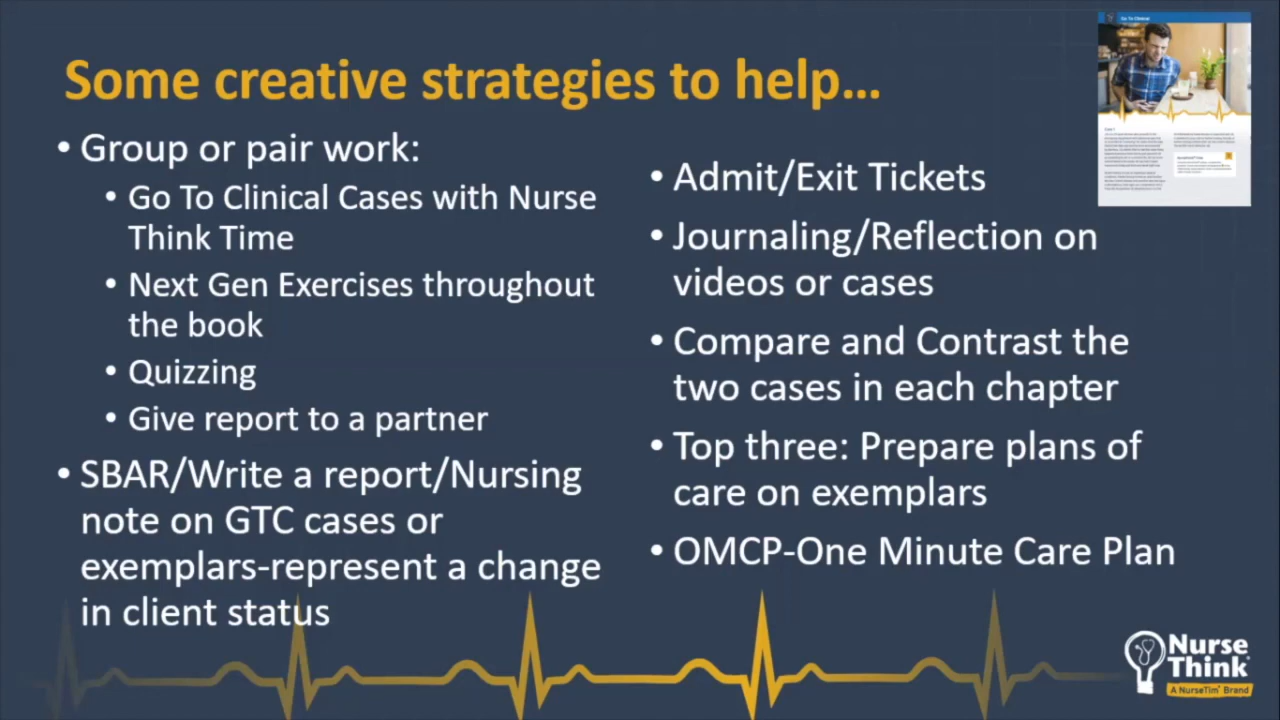 Some creative strategies to help...
• Group or pair work:
• Go To Clinical Cases with Nurse
Think Time
• Next Gen Exercises throughout
the book
• Quizzing
• Give report to a partner
• SBAR/Write a report/Nursing
note on GTC cases or
exemplars-represent a change
in client status
• Admit/Exit Tickets
• Journaling/Reflection on
videos or cases
• Compare and Contrast the
two cases in each chapter
• Top three: Prepare plans of
care on exemplars
• OMCP-One Minute Care Plan
Go To Clinical
Nurse
Think
A NurseTim® Brand